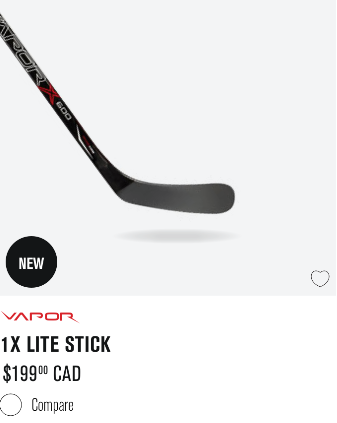 VAPOR X 600
NEW
VAPOR
1X LITE STICK
$199⁰⁰ CAD
Compare